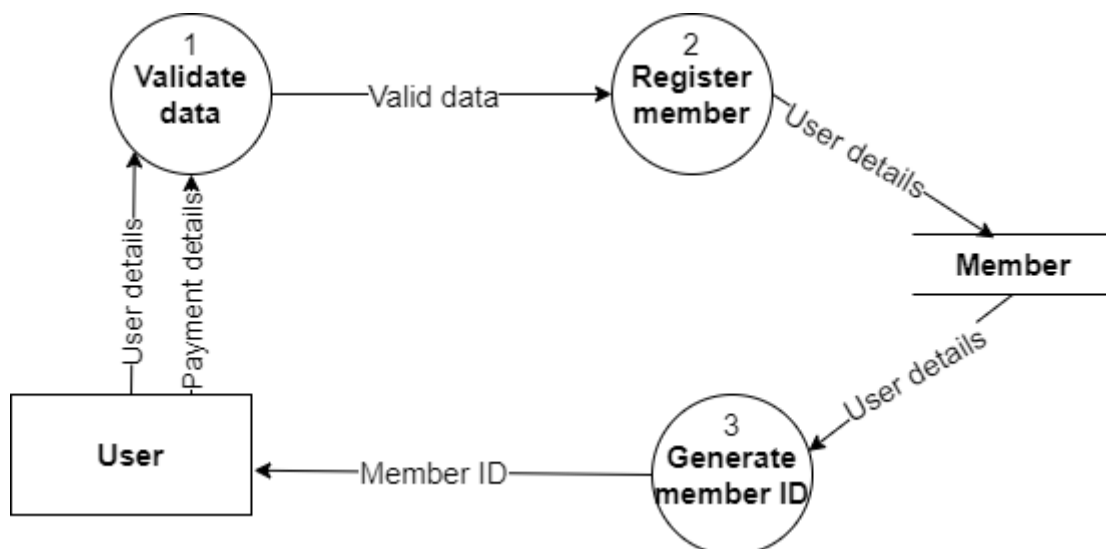 1
Validate
data
Valid data
2
Register
member
User details
Member
User details
3
Generate
member ID
Member ID
User
User details
Payment details